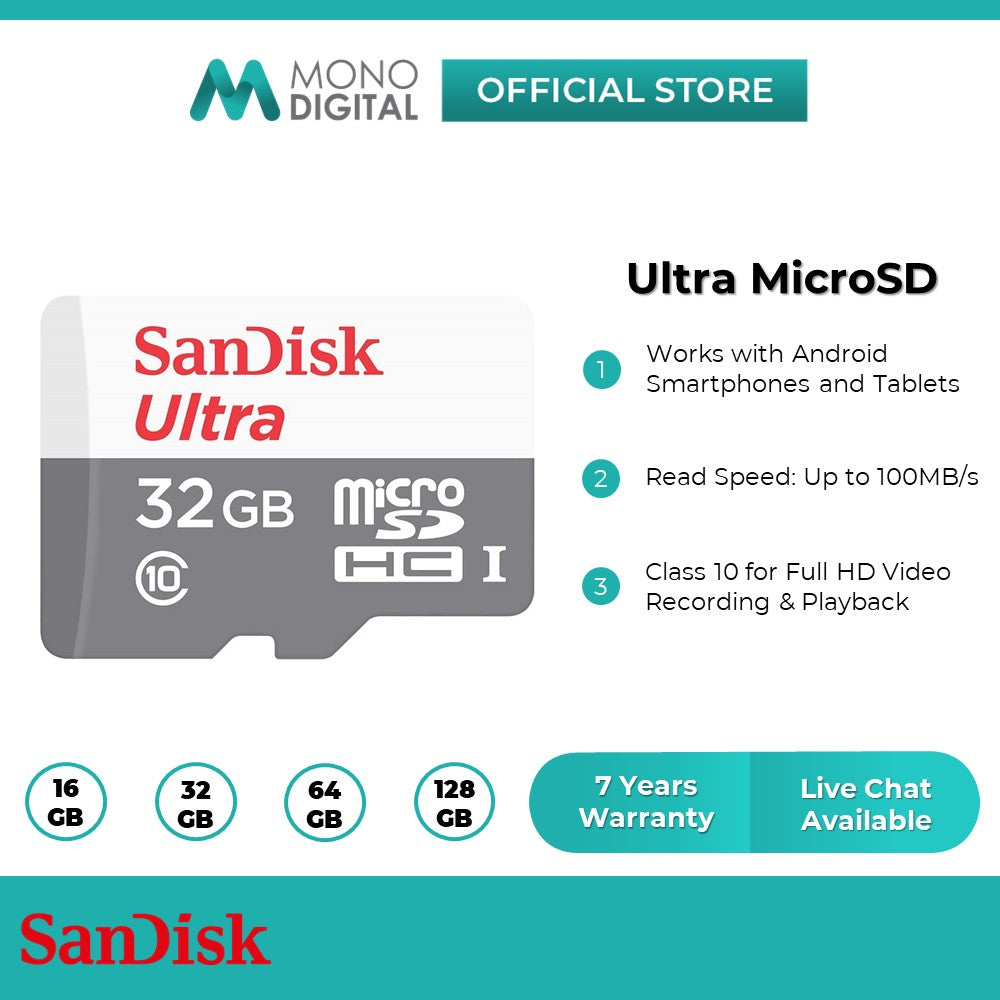 MONO
DIGITAL
OFFICIAL STORE
Ultra MicroSD
SanDisk
Ultra
32GB
micro
SD
HC I
10
1
Works with Android
Smartphones and Tablets
2
Read Speed: Up to 100MB/s
3
Class 10 for Full HD Video
Recording & Playback
16
GB
32
GB
64
GB
128
GB
7 Years
Warranty
Live Chat
Available
SanDisk